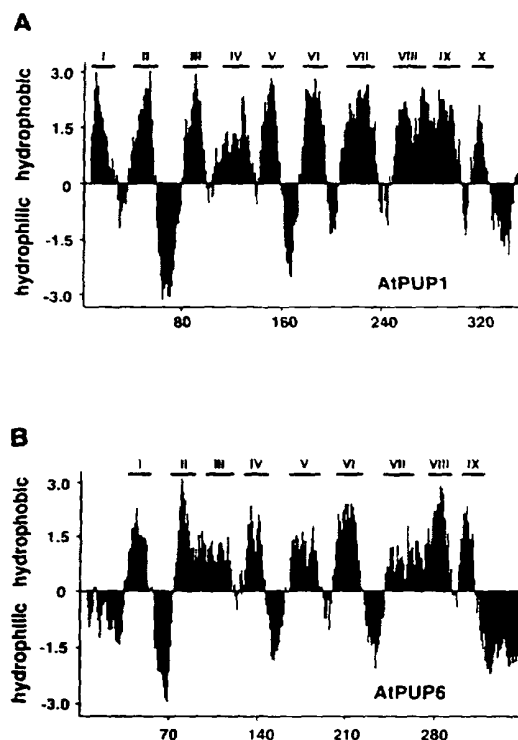 A
I II III IV V VI VII VIII IX X
3.0
1.5
0
-1.5
-3.0
hydrophilic hydrophobic
AtPUP1
80 160 240 320
B
I II III IV V VI VII VIII IX
3.0
1.5
0
-1.5
-3.0
hydrophilic hydrophobic
AtPUP6
70 140 210 280